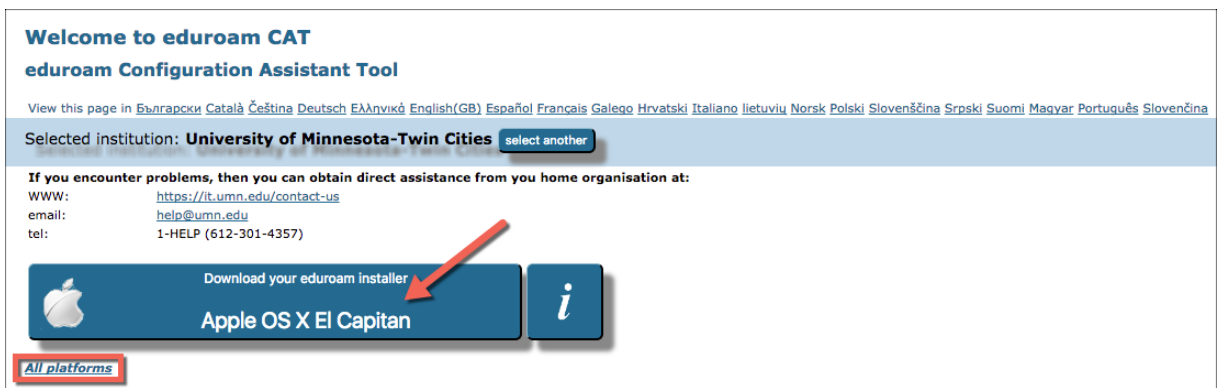 Welcome to eduroam CAT
eduroam Configuration Assistant Tool
View this page in Български Català Čeština Deutsch Ελληνικά English(GB) Español Français Galego Hrvatski Italiano lietuvių Norsk Polski Slovenščina Srpski Suomi Magyar Português Slovenčina
Selected institution: University of Minnesota-Twin Cities select another
If you encounter problems, then you can obtain direct assistance from you home organisation at:
WWW: https://it.umn.edu/contact-us
email: help@umn.edu
tel: 1-HELP (612-301-4357)
Download your eduroam installer
Apple OS X El Capitan
i
All platforms